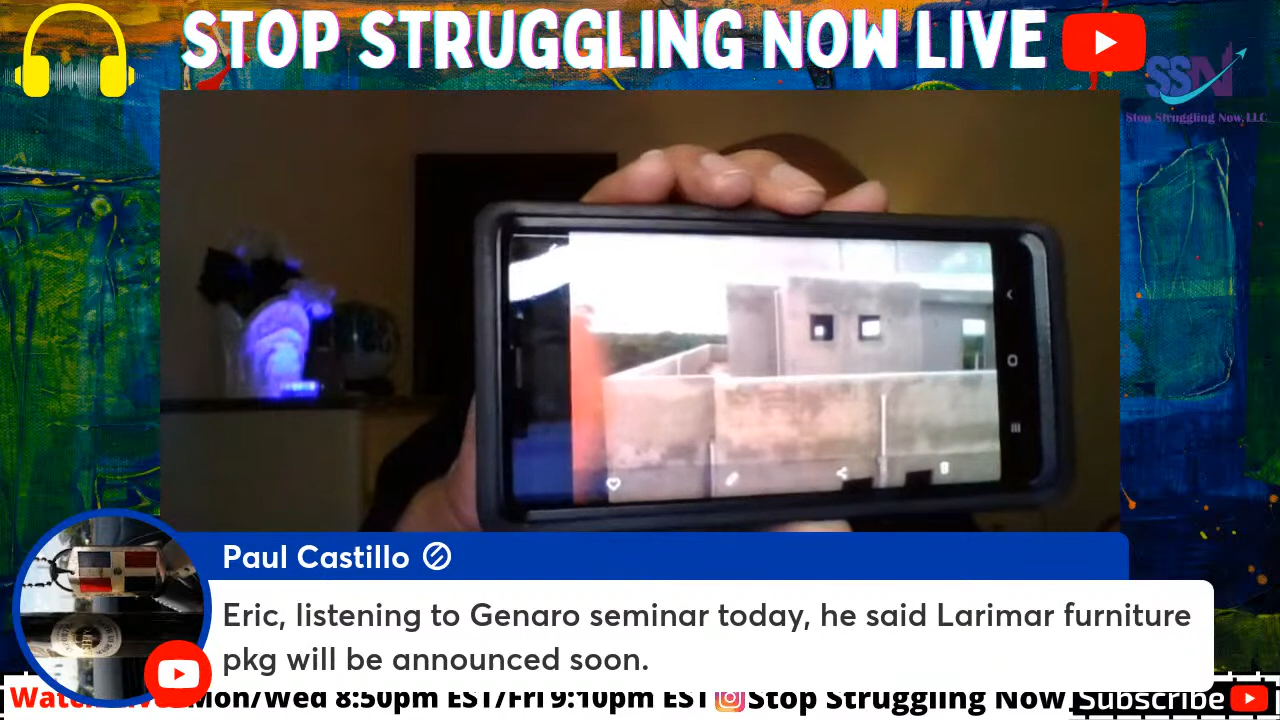 STOP STRUGGLING NOW LIVE
SSN
Stop Struggling Now, LLC
Paul Castillo
Eric, listening to Genaro seminar today, he said Larimar furniture
pkg will be announced soon.
Mon/Wed 8:50pm EST/Fri 9:10pm EST Stop Struggling Now, Subscribe